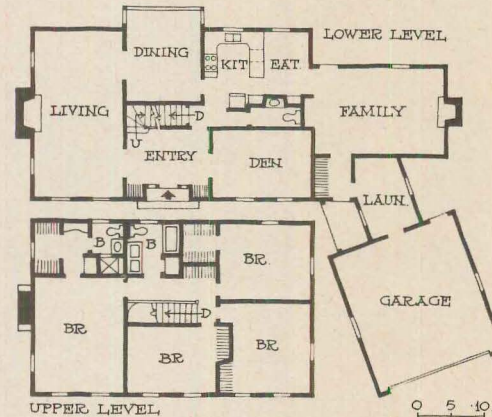 LOWER LEVEL
DINING
KIT
EAT.
LIVING
FAMILY
D
U
ENTRY
DEN
LAUN.
B
B
BR.
GARAGE
D
BR
BR
BR
UPPER LEVEL
0 5 10